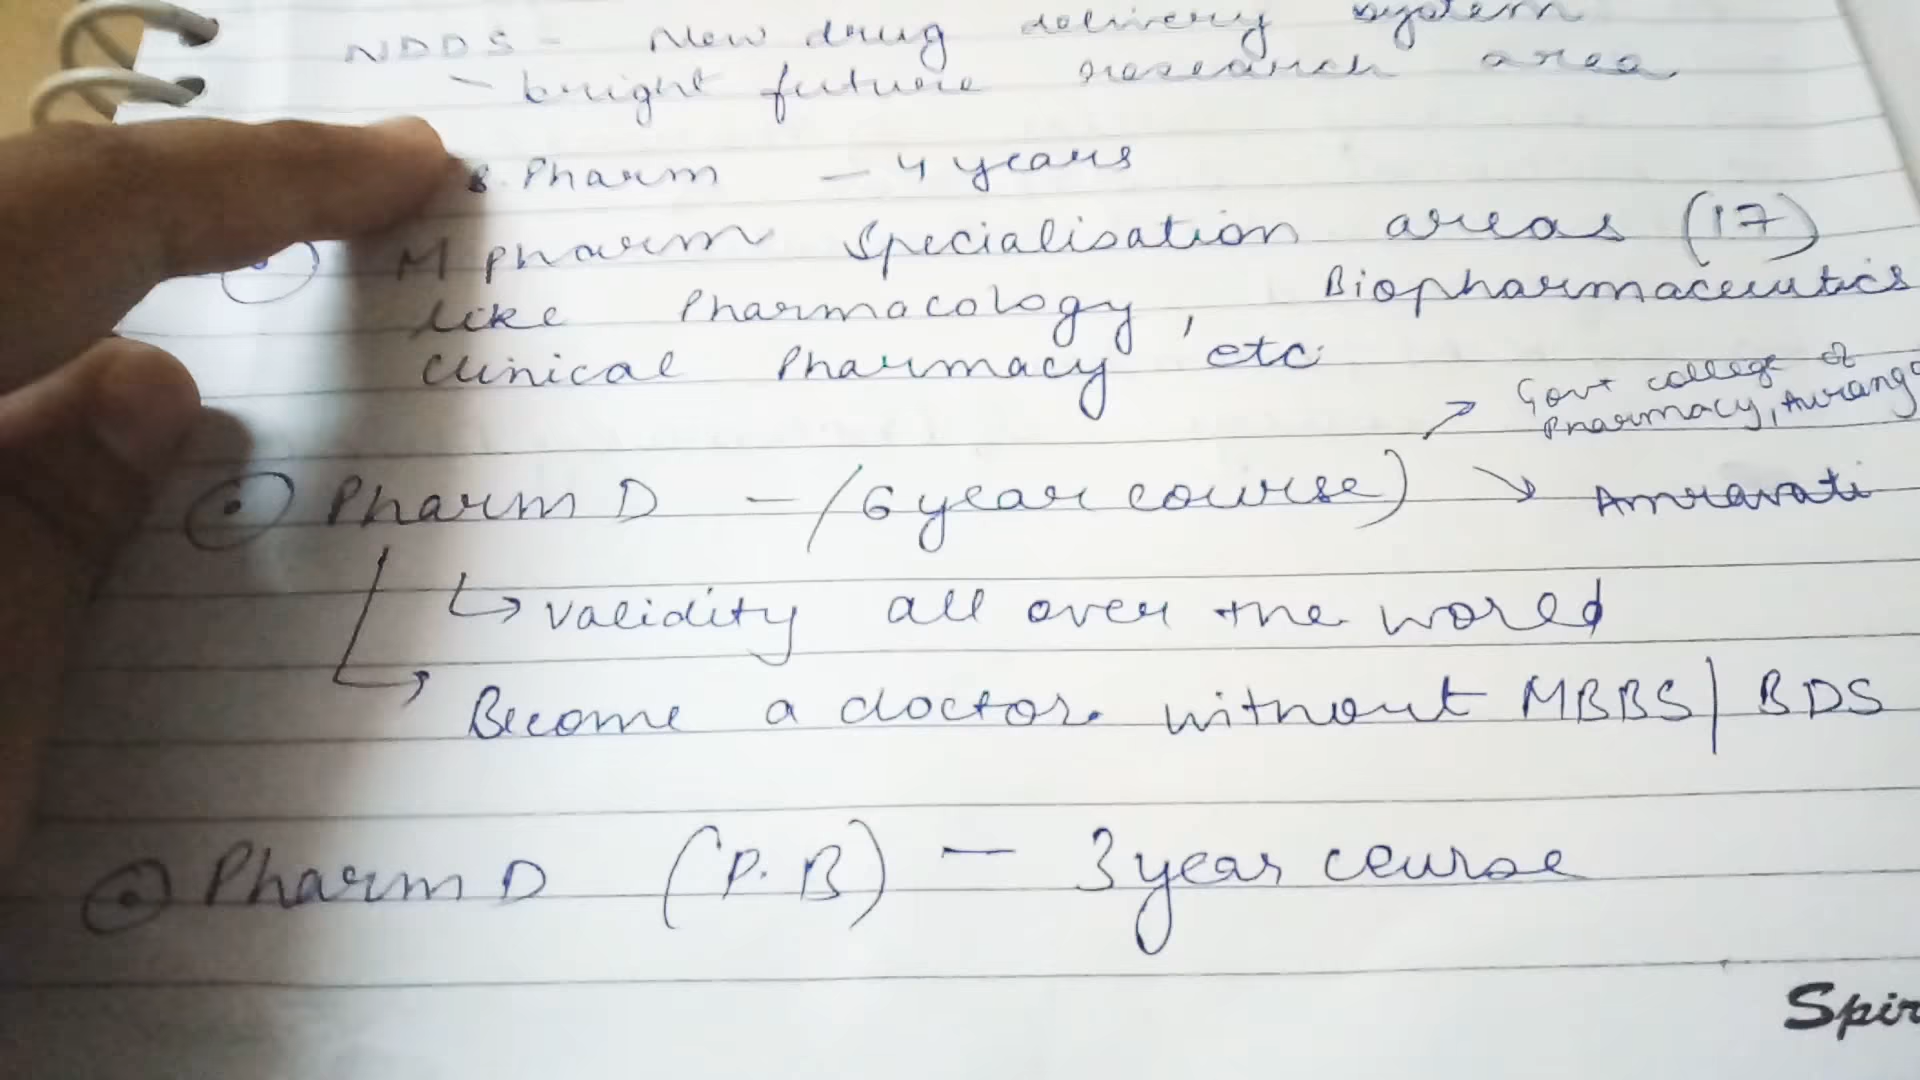 NDDS - New drug delivery system
- bright future research area
B. Pharm - 4 years
M pharm specialisation areas (17)
like Pharmacology, Biopharmaceutics
Clinical Pharmacy, etc
Govt college of
Pharmacy, Aurang
Pharm D - (6 year course)
Amravati
Validity all over the world
Become a doctor without MBBS | BDS
Pharm D (P.B) - 3 year course
Spir